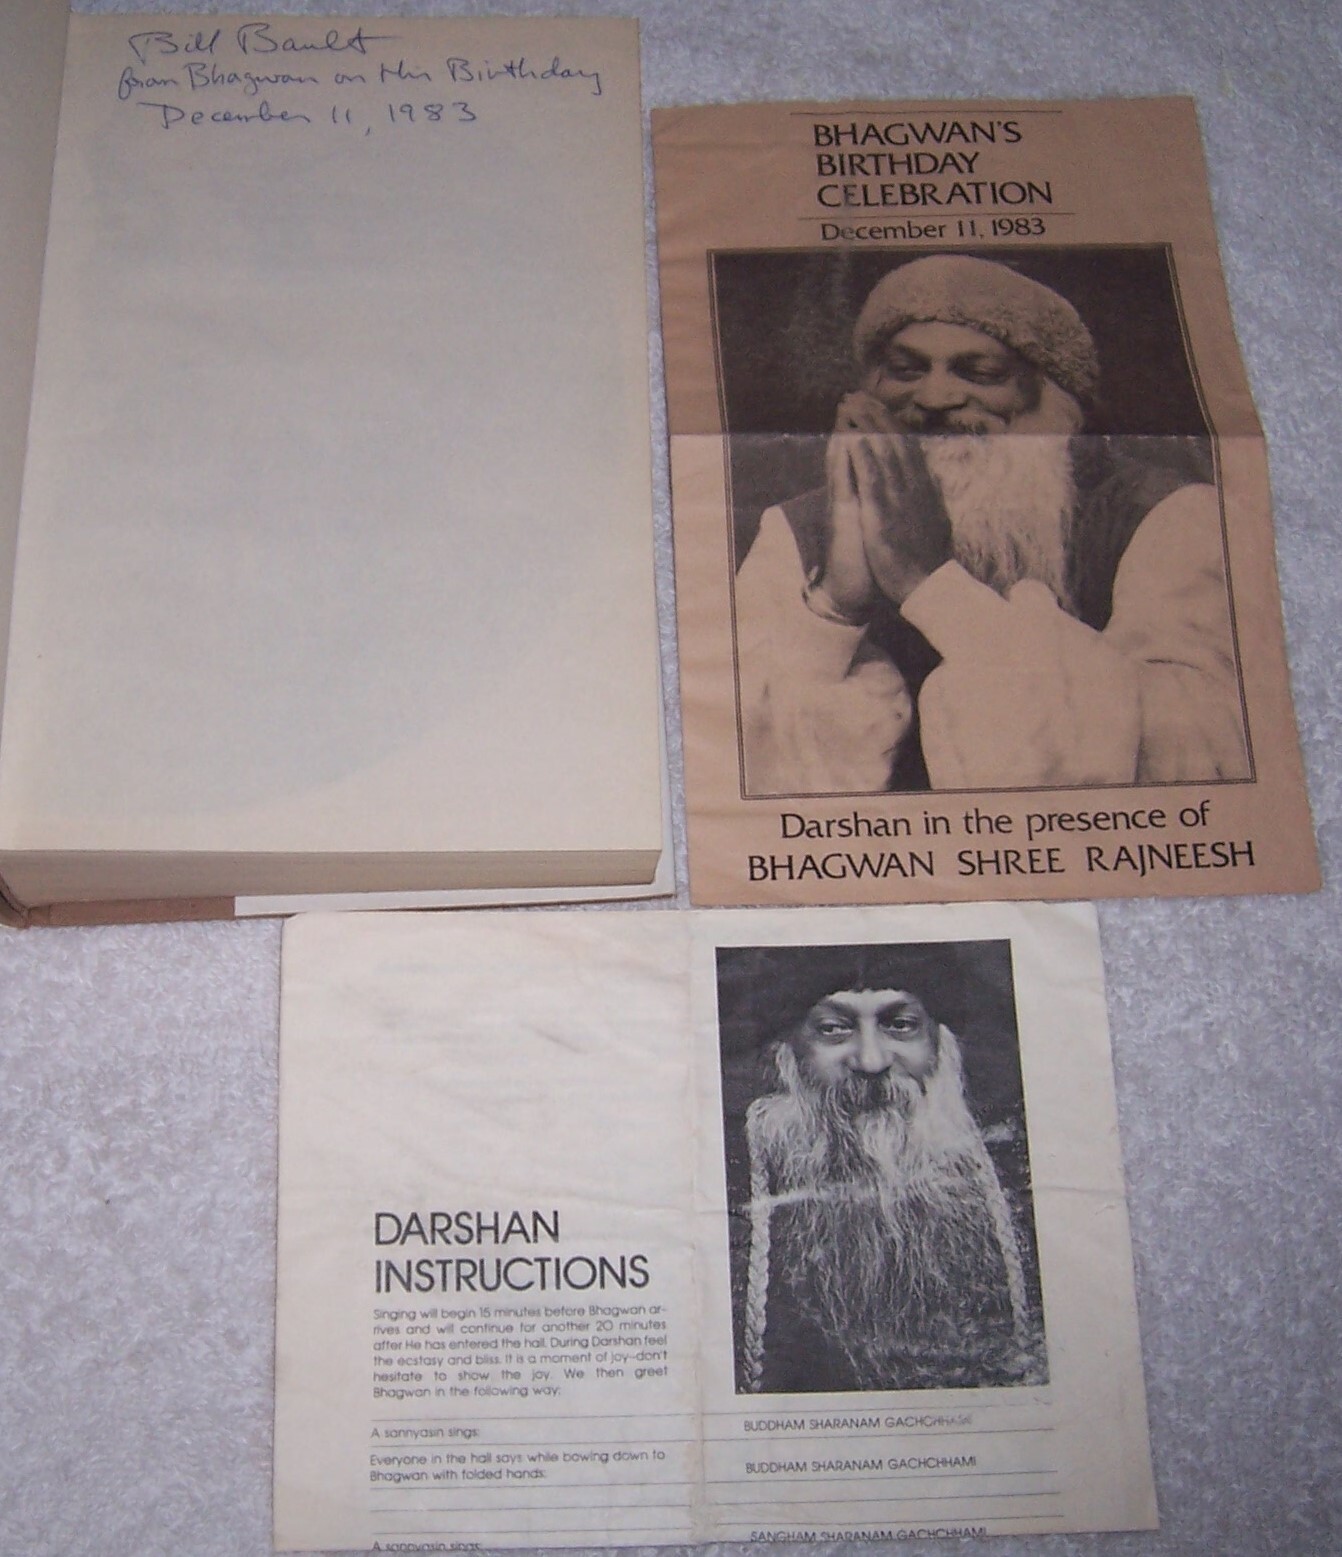 Bill Bault
from Bhagwan on His Birthday
December 11, 1983
BHAGWAN'S
BIRTHDAY
CELEBRATION
December 11, 1983
Darshan in the presence of
BHAGWAN SHREE RAJNEESH
DARSHAN
INSTRUCTIONS
Singing will begin 15 minutes before Bhagwan ar-
rives and will continue for another 20 minutes
after He has entered the hall. During Darshan feel
the ecstasy and bliss. It is a moment of joy–don't
hesitate to show the joy. We then greet
Bhagwan in the following way:
A sannyasin sings:
BUDDHAM SHARANAM GACHCHHAMI
Everyone in the hall says while bowing down to
Bhagwan with folded hands:
BUDDHAM SHARANAM GACHCHHAMI
A sannyasin sings:
SANGHAM SHARANAM GACHCHHAMI